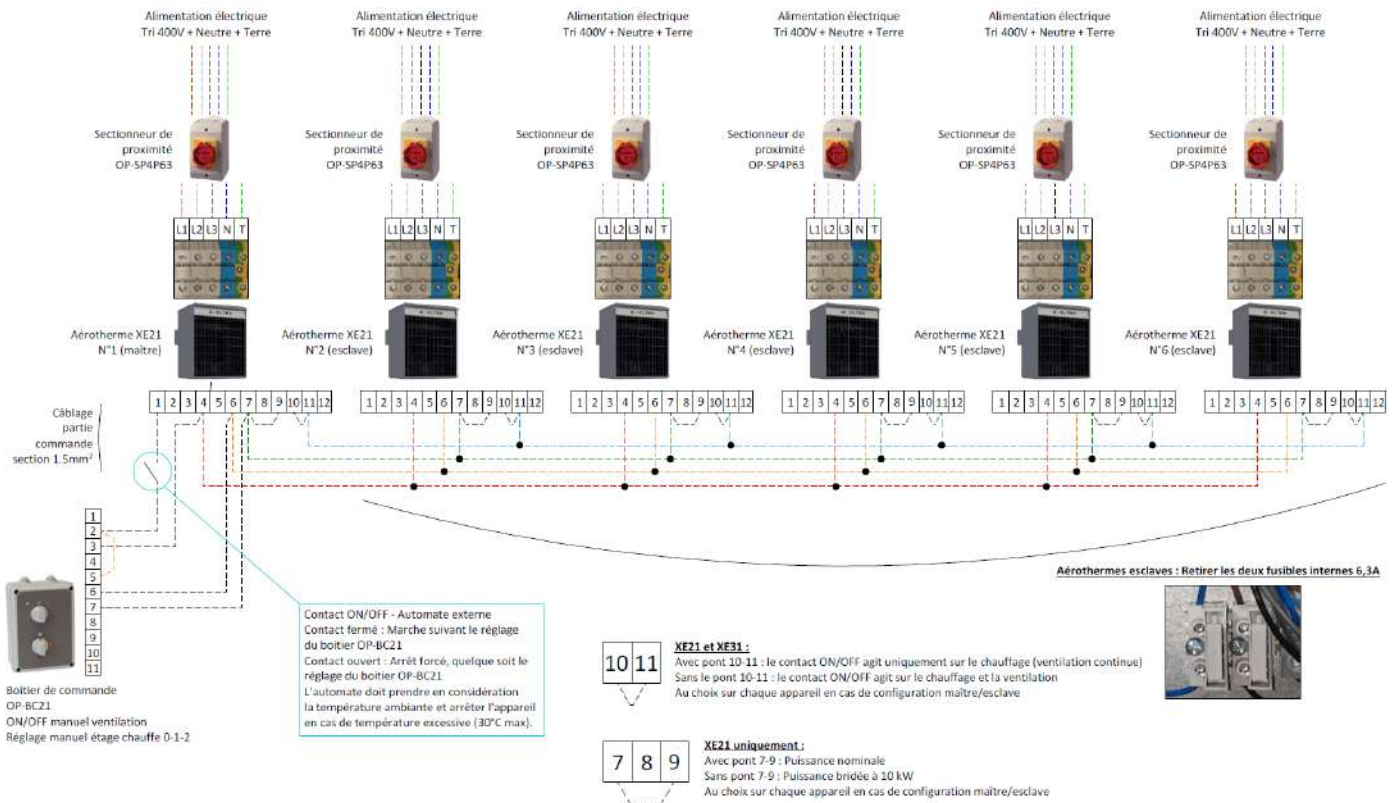 Alimentation électrique
Tri 400V + Neutre + Terre
Alimentation électrique
Tri 400V + Neutre + Terre
Alimentation électrique
Tri 400V + Neutre + Terre
Alimentation électrique
Tri 400V + Neutre + Terre
Alimentation électrique
Tri 400V + Neutre + Terre
Alimentation électrique
Tri 400V + Neutre + Terre
Sectionneur de
proximité
OP-SP4P63
Sectionneur de
proximité
OP-SP4P63
Sectionneur de
proximité
OP-SP4P63
Sectionneur de
proximité
OP-SP4P63
Sectionneur de
proximité
OP-SP4P63
Sectionneur de
proximité
OP-SP4P63
L1 L2 L3 N T
L1 L2 L3 N T
L1 L2 L3 N T
L1 L2 L3 N T
L1 L2 L3 N T
L1 L2 L3 N T
Aérotherme XE21
N°1 (maître)
Aérotherme XE21
N°2 (esclave)
Aérotherme XE21
N°3 (esclave)
Aérotherme XE21
N°4 (esclave)
Aérotherme XE21
N°5 (esclave)
Aérotherme XE21
N°6 (esclave)
1 2 3 4 5 6 7 8 9 10 11 12
1 2 3 4 5 6 7 8 9 10 11 12
1 2 3 4 5 6 7 8 9 10 11 12
1 2 3 4 5 6 7 8 9 10 11 12
1 2 3 4 5 6 7 8 9 10 11 12
1 2 3 4 5 6 7 8 9 10 11 12
Câblage
partie
commande
section 1.5mm²
1
2
3
4
5
6
7
8
9
10
11
Boitier de commande
OP-BC21
ON/OFF manuel ventilation
Réglage manuel étage chauffe 0-1-2
Contact ON/OFF - Automate externe
Contact fermé : Marche suivant le réglage
du boitier OP-BC21
Contact ouvert : Arrêt forcé, quelque soit le
réglage du boitier OP-BC21
L'automate doit prendre en considération
la température ambiante et arrêter l'appareil
en cas de température excessive (30°C max).
Aérothermes esclaves : Retirer les deux fusibles internes 6,3A
10 11
XE21 et XE31 :
Avec pont 10-11 : le contact ON/OFF agit uniquement sur le chauffage (ventilation continue)
Sans le pont 10-11 : le contact ON/OFF agit sur le chauffage et la ventilation
Au choix sur chaque appareil en cas de configuration maître/esclave
7 8 9
XE21 uniquement :
Avec pont 7-9 : Puissance nominale
Sans pont 7-9 : Puissance bridée à 10 kW
Au choix sur chaque appareil en cas de configuration maître/esclave